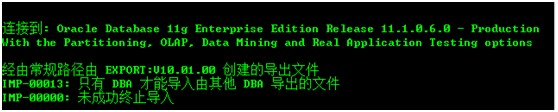 连接到: Oracle Database 11g Enterprise Edition Release 11.1.0.6.0 - Production
With the Partitioning, OLAP, Data Mining and Real Application Testing options
经由常规路径由 EXPORT:V10.01.00 创建的导出文件
IMP-00013: 只有 DBA 才能导入由其他 DBA 导出的文件
IMP-00000: 未成功终止导入